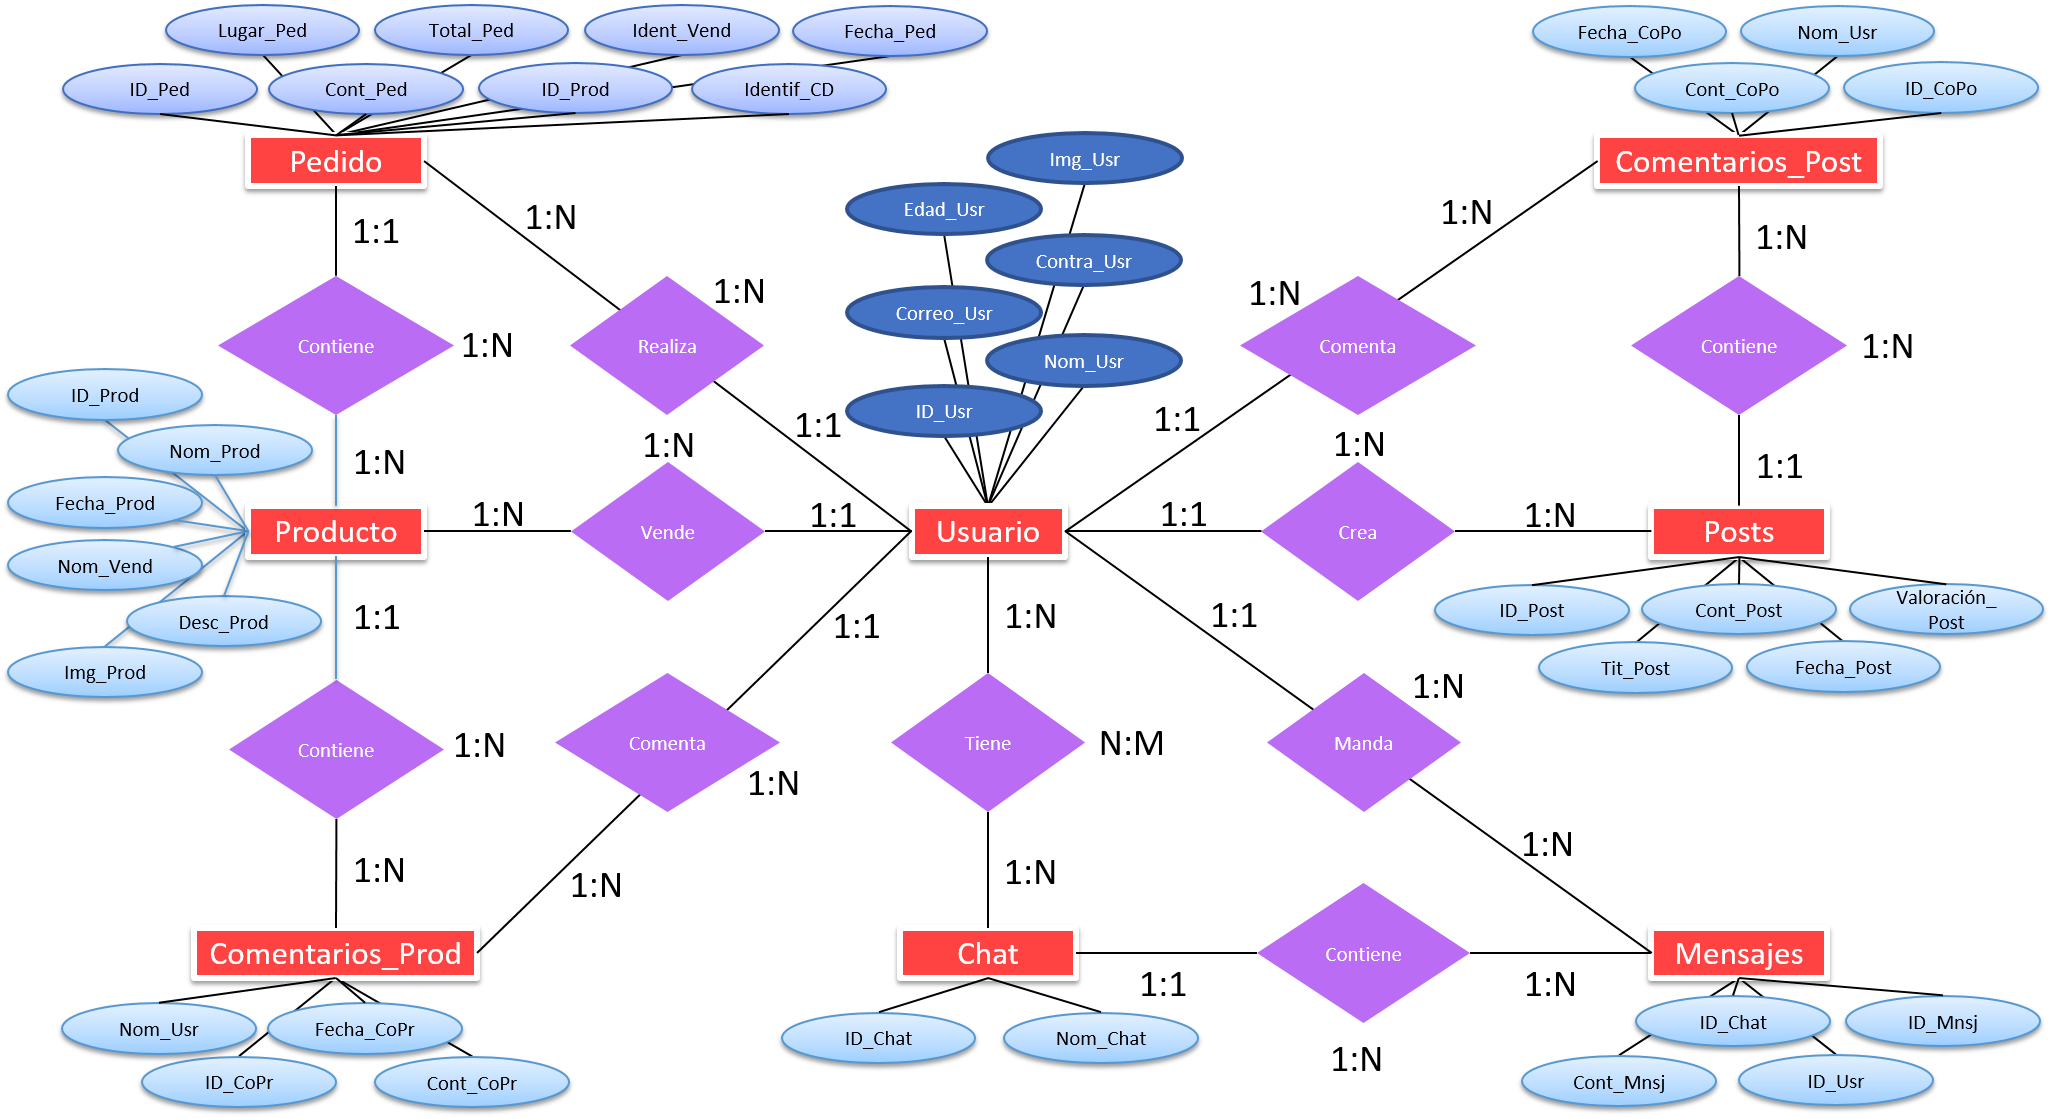 Lugar_Ped
Total_Ped
Ident_Vend
Fecha_Ped
ID_Ped
Cont_Ped
ID_Prod
Identif_CD
Pedido
Fecha_CoPo
Nom_Usr
Cont_CoPo
ID_CoPo
Comentarios_Post
Img_Usr
Edad_Usr
Contra_Usr
Correo_Usr
Nom_Usr
ID_Usr
1:1
1:N
1:N
1:N
Contiene
1:N
Realiza
1:N
1:N
Comenta
Contiene
1:N
ID_Prod
Nom_Prod
Fecha_Prod
Nom_Vend
Desc_Prod
Img_Prod
1:N
1:N
1:1
1:1
1:N
1:1
Producto
1:N
Vende
1:1
Usuario
1:1
Crea
1:N
Posts
ID_Post
Cont_Post
Valoración_
Post
Tit_Post
Fecha_Post
1:1
1:1
1:N
1:1
Contiene
1:N
Comenta
1:N
Tiene
N:M
Manda
1:N
1:N
1:N
1:N
1:N
Comentarios_Prod
Chat
1:1
Contiene
1:N
1:N
Mensajes
Nom_Usr
Fecha_CoPr
ID_CoPr
Cont_CoPr
ID_Chat
Nom_Chat
ID_Chat
ID_Mnsj
Cont_Mnsj
ID_Usr